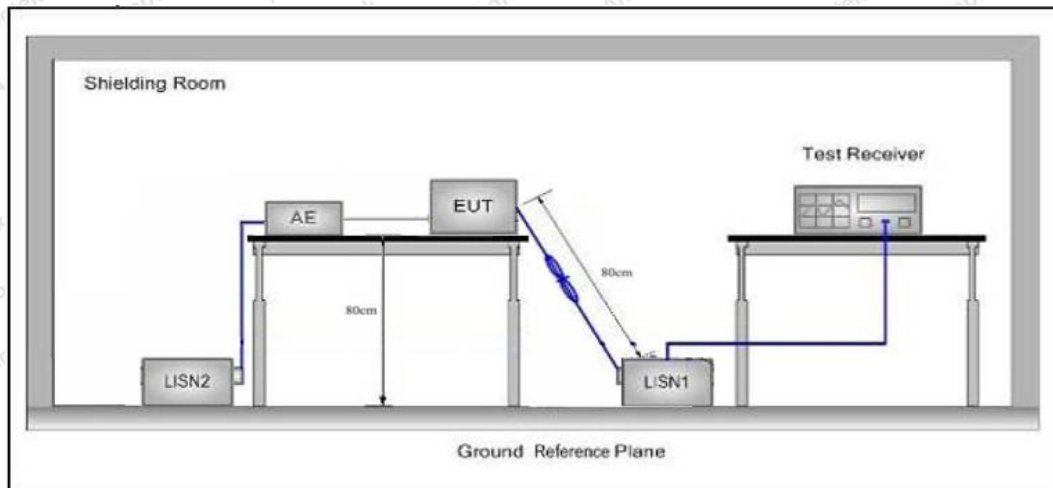 Shielding Room
Test Receiver
AE
EUT
80cm
80cm
LISN2
LISN1
Ground Reference Plane